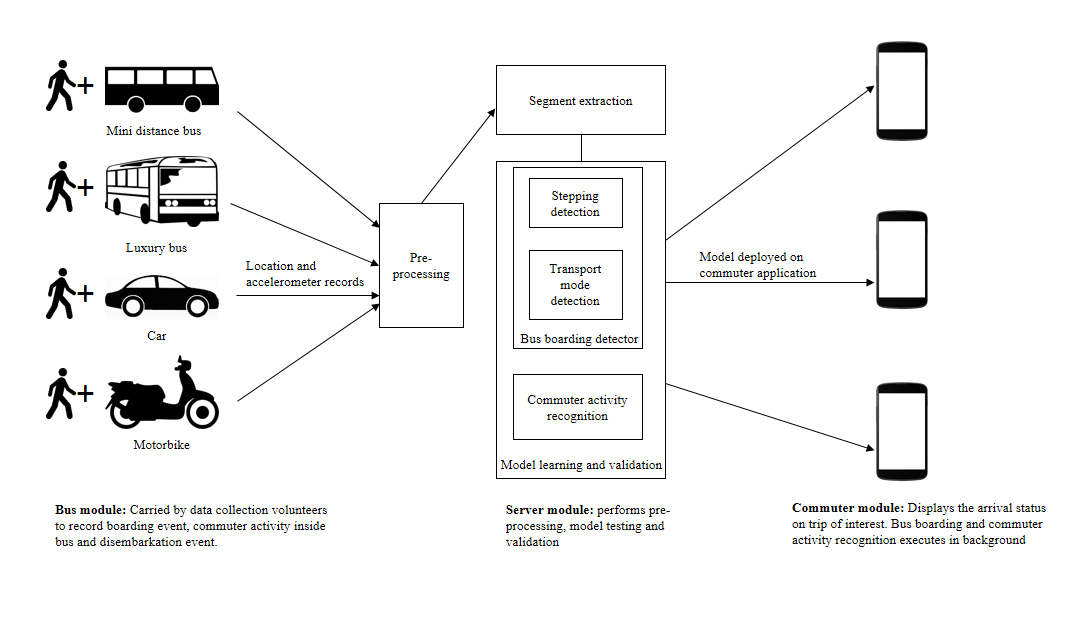 Mini distance bus
Luxury bus
Car
Motorbike
Location and
accelerometer records
Pre-
processing
Segment extraction
Stepping
detection
Transport
mode
detection
Bus boarding detector
Commuter activity
recognition
Model learning and validation
Model deployed on
commuter application
Bus module: Carried by data collection volunteers
to record boarding event, commuter activity inside
bus and disembarkation event.
Server module: performs pre-
processing, model testing and
validation
Commuter module: Displays the arrival status
on trip of interest. Bus boarding and commuter
activity recognition executes in background